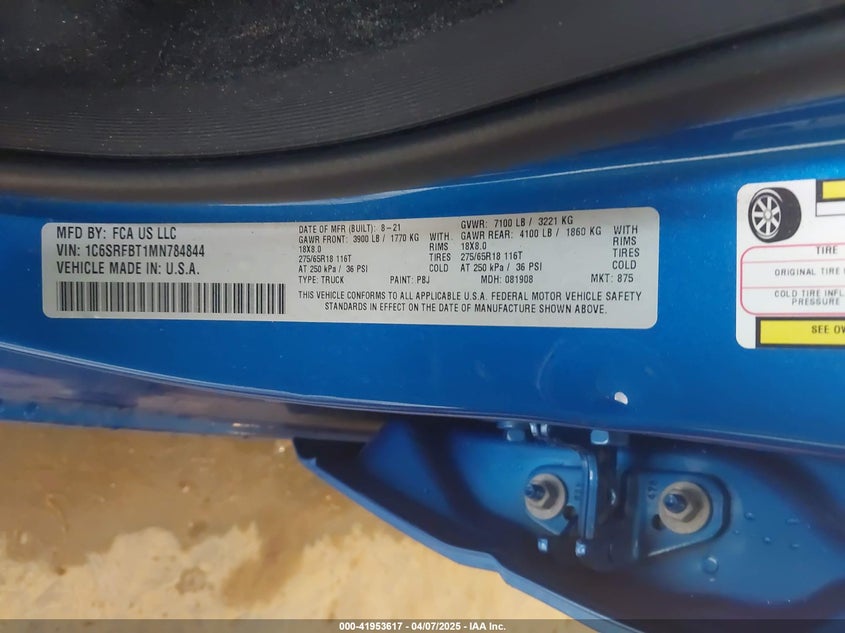 MFD BY: FCA US LLC
VIN: 1C6SRFBT1MN784844
VEHICLE MADE IN: U.S.A.
DATE OF MFR (BUILT): 8-21
GAWR FRONT: 3900 LB / 1770 KG WITH
18X8.0 RIMS
275/65R18 116T TIRES
AT 250 kPa / 36 PSI COLD
TYPE: TRUCK PAINT: PBJ
GVWR: 7100 LB / 3221 KG
GAWR REAR: 4100 LB / 1860 KG WITH
18X8.0 RIMS
275/65R18 116T TIRES
AT 250 kPa / 36 PSI COLD
MDH: 081908 MKT: 875
THIS VEHICLE CONFORMS TO ALL APPLICABLE U.S.A. FEDERAL MOTOR VEHICLE SAFETY
STANDARDS IN EFFECT ON THE DATE OF MANUFACTURE SHOWN ABOVE.
TIRE
ORIGINAL TIRE
COLD TIRE INFL
PRESSURE
SEE OW
000-41953617 - 04/07/2025 - IAA Inc.